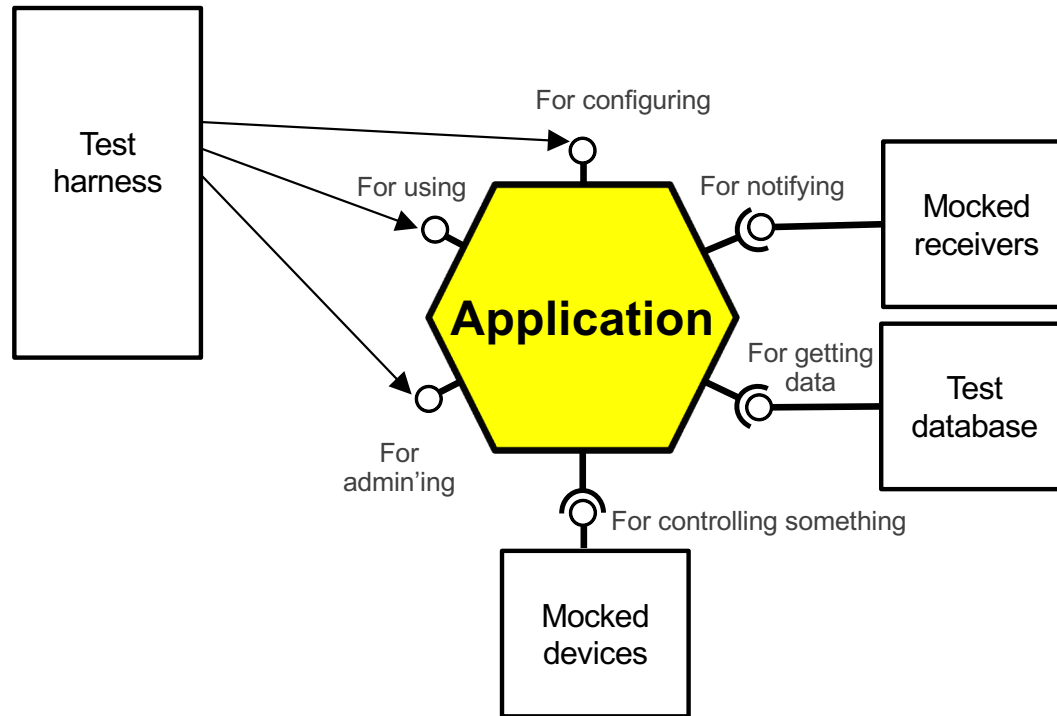 For configuring
Test
harness
For using
For notifying
Mocked
receivers
Application
For getting
data
Test
database
For
admin’ing
For controlling something
Mocked
devices